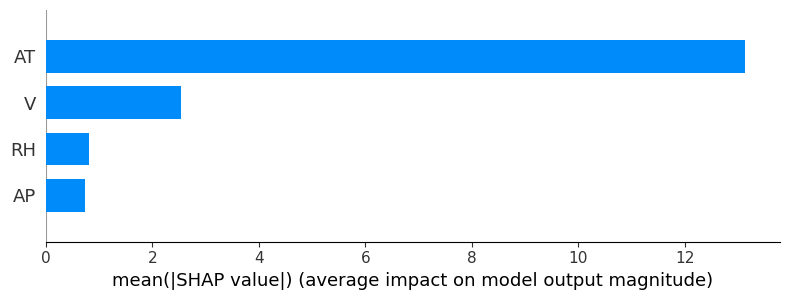 AT
V
RH
AP
0 2 4 6 8 10 12
mean(|SHAP value|) (average impact on model output magnitude)